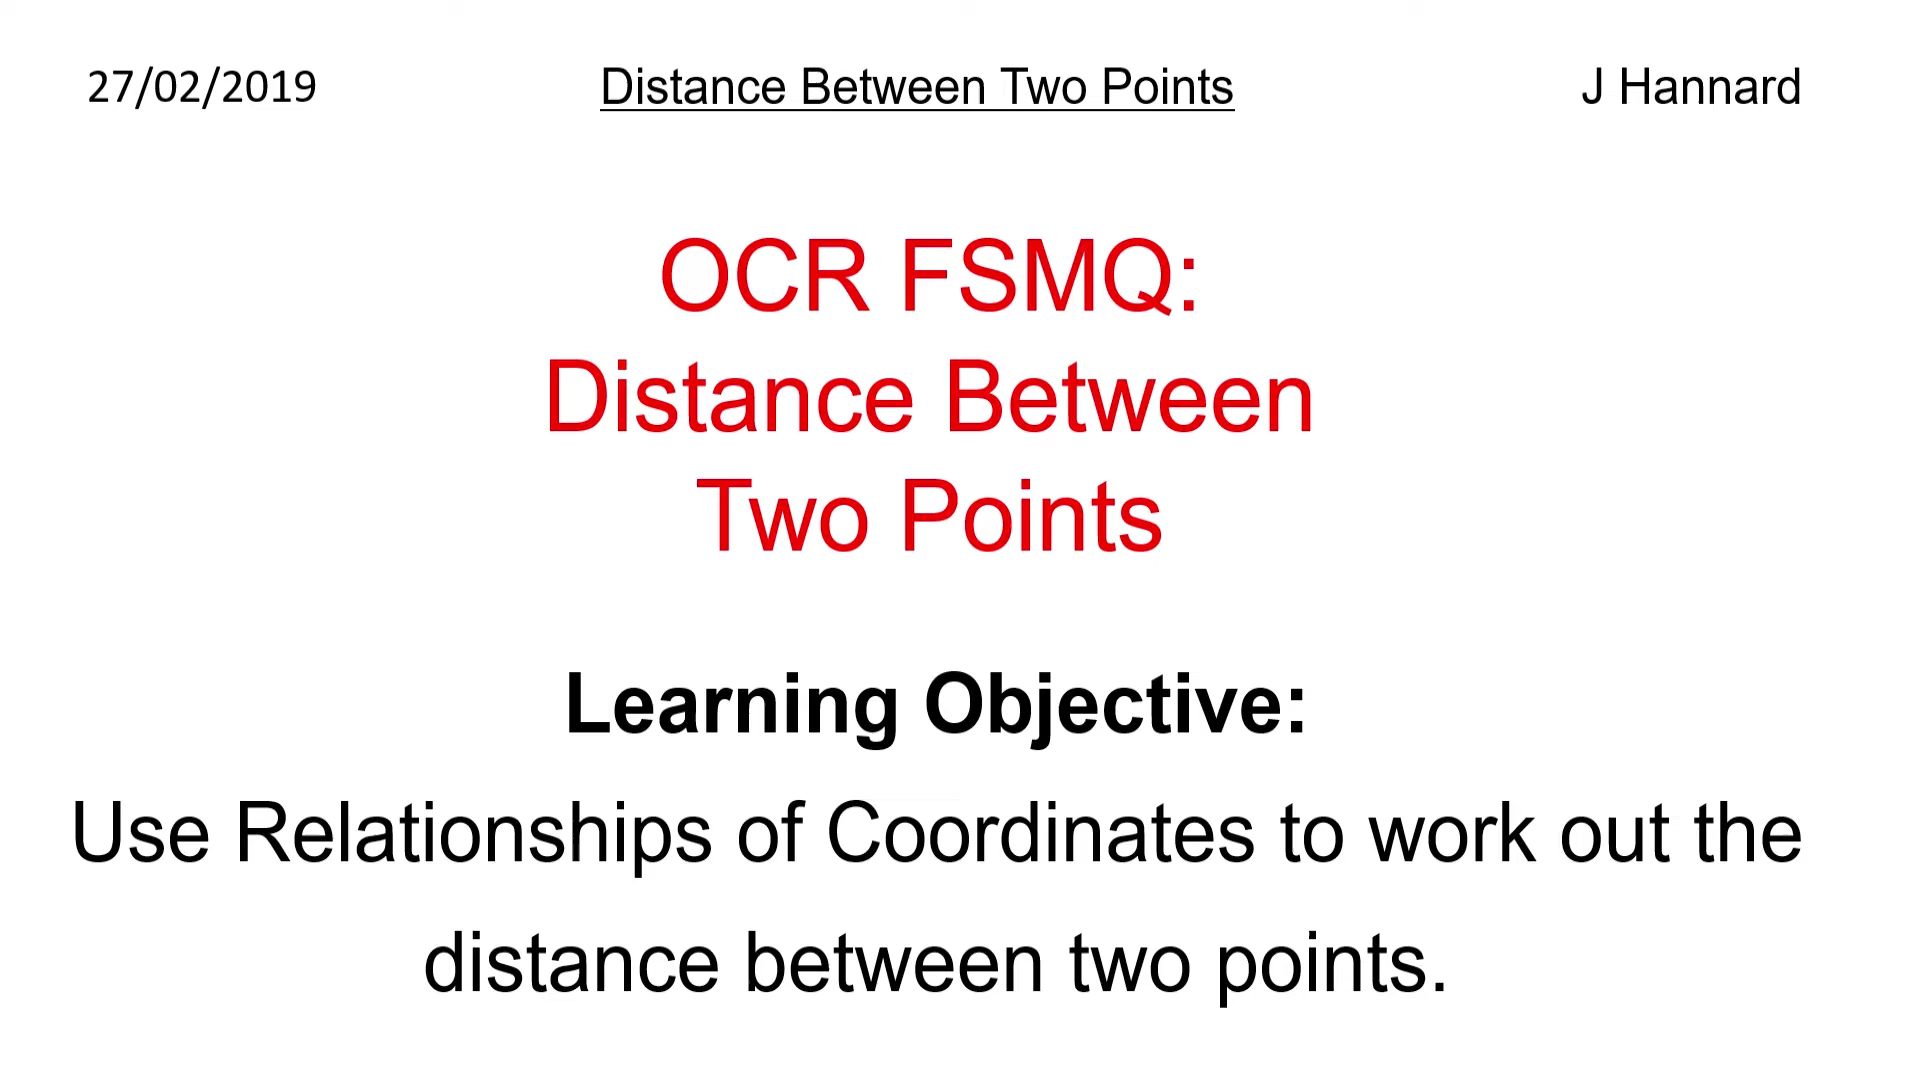 27/02/2019 Distance Between Two Points J Hannard
OCR FSMQ:
Distance Between
Two Points
Learning Objective:
Use Relationships of Coordinates to work out the
distance between two points.